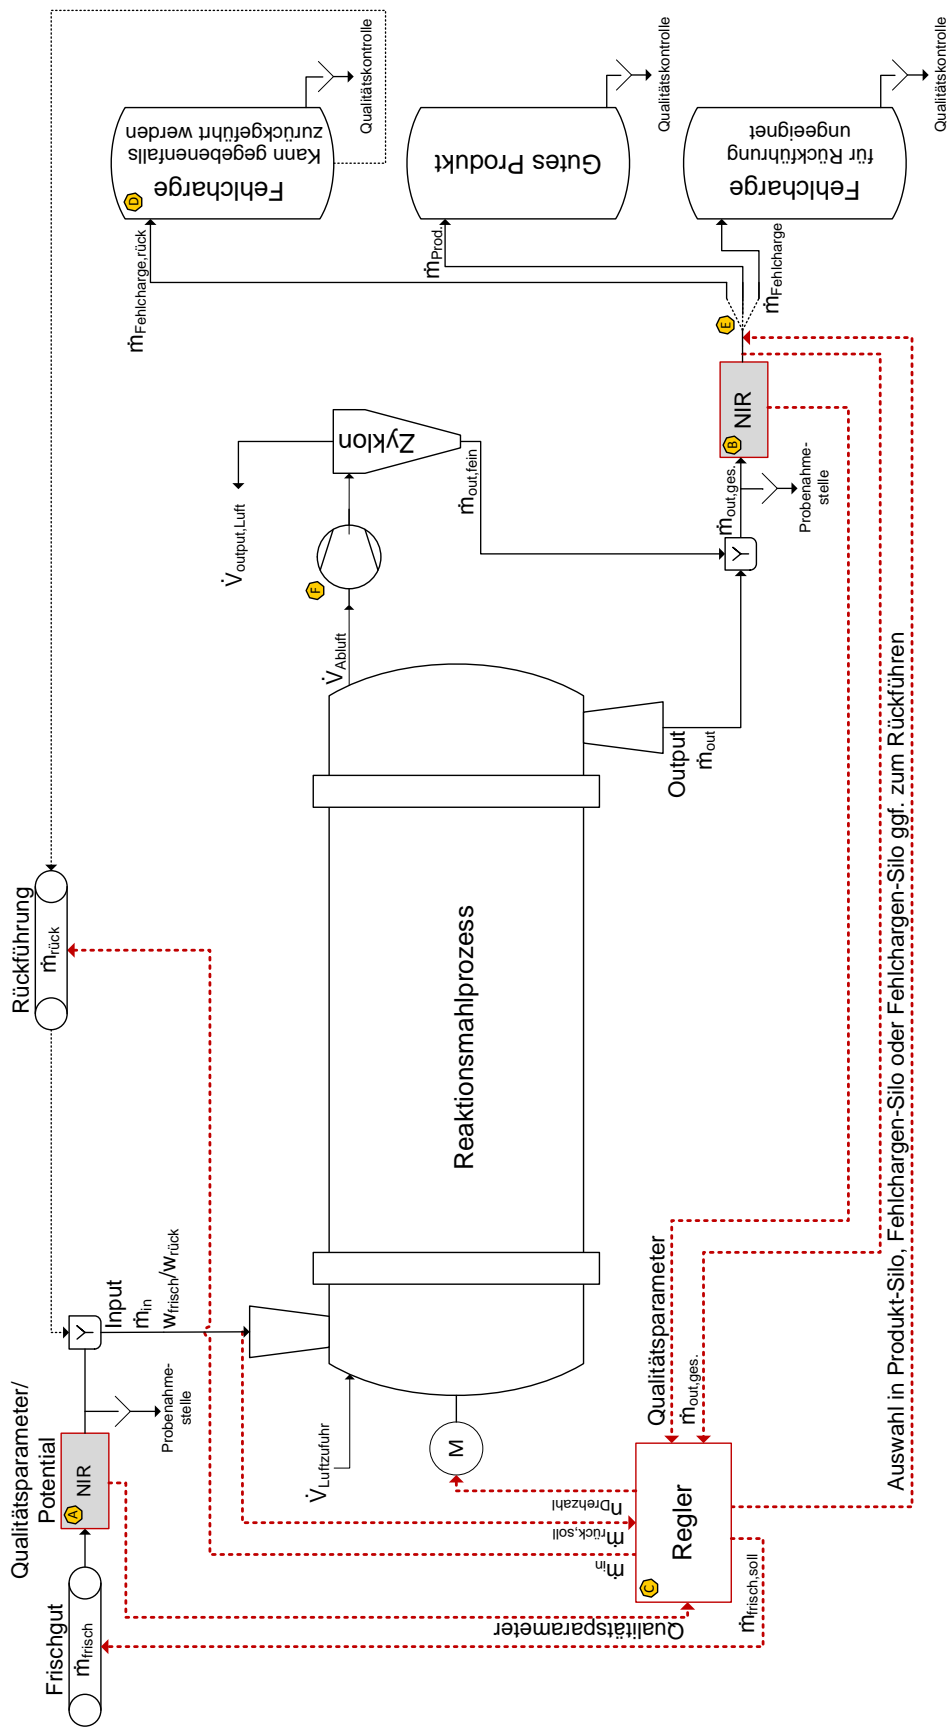 Qualitätsparameter/
Potential
Frischgut
ṁfrisch
A
NIR
Probenahme-
stelle
Y
Input
ṁin
wfrisch/wrück
Rückführung
ṁrück
V̇Luftzufuhr
M
Reaktionsmahlprozess
V̇Abluft
F
V̇output,Luft
Zyklon
ṁout,fein
Output
ṁout
Y
ṁout,ges.
Probenahme-
stelle
B
NIR
E
ṁFehlcharge,rück
ṁProd.
ṁFehlcharge
D
Fehlcharge
Kann gegebenenfalls
zurückgeführt werden
Qualitätskontrolle
Gutes Produkt
Qualitätskontrolle
Fehlcharge
für Rückführung
ungeeignet
Qualitätskontrolle
C
Regler
Qualitätsparameter
ṁin
ṁrück,soll
nDrehzahl
ṁfrisch,soll
Qualitätsparameter
ṁout,ges.
Auswahl in Produkt-Silo, Fehlchargen-Silo oder Fehlchargen-Silo ggf. zum Rückführen